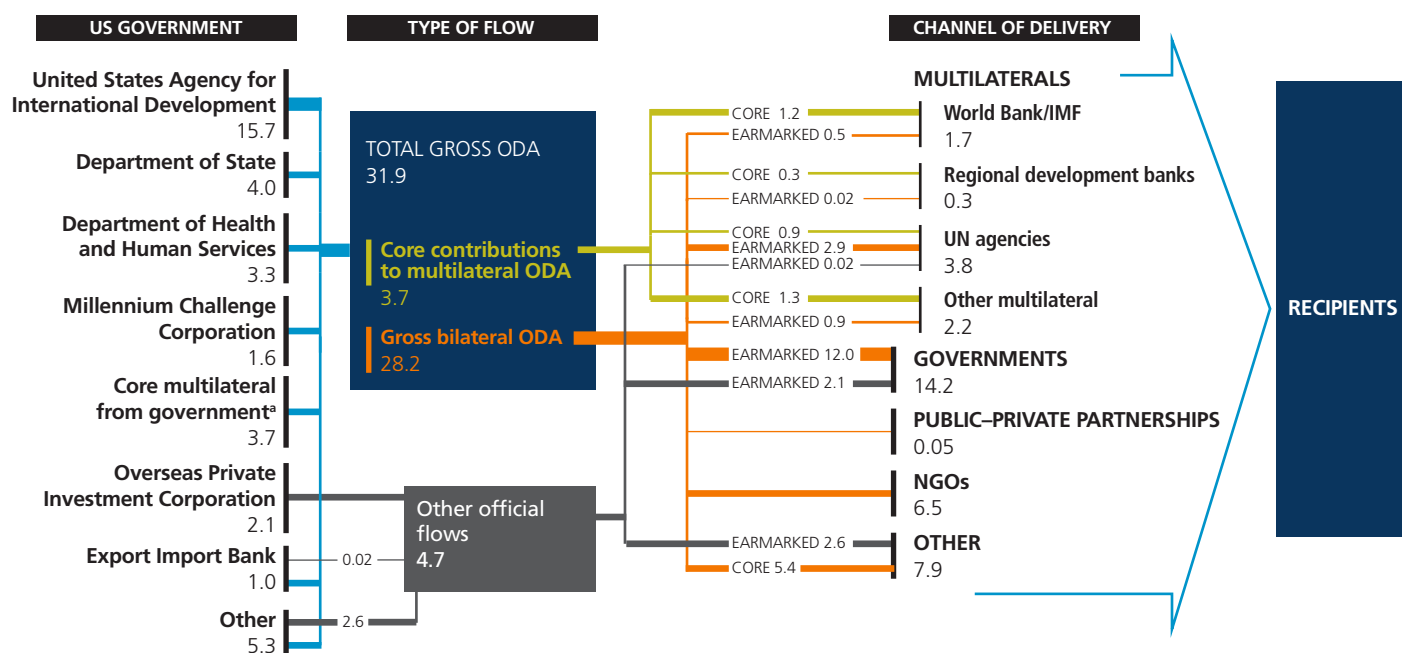 US GOVERNMENT
TYPE OF FLOW
CHANNEL OF DELIVERY
United States Agency for
International Development
15.7
Department of State
4.0
Department of Health
and Human Services
3.3
Millennium Challenge
Corporation
1.6
Core multilateral
from governmentᵃ
3.7
Overseas Private
Investment Corporation
2.1
Export Import Bank
1.0
Other
5.3
0.02
2.6
TOTAL GROSS ODA
31.9
Core contributions
to multilateral ODA
3.7
Gross bilateral ODA
28.2
Other official
flows
4.7
CORE 1.2
EARMARKED 0.5
CORE 0.3
EARMARKED 0.02
CORE 0.9
EARMARKED 2.9
EARMARKED 0.02
CORE 1.3
EARMARKED 0.9
EARMARKED 12.0
EARMARKED 2.1
EARMARKED 2.6
CORE 5.4
MULTILATERALS
World Bank/IMF
1.7
Regional development banks
0.3
UN agencies
3.8
Other multilateral
2.2
GOVERNMENTS
14.2
PUBLIC–PRIVATE PARTNERSHIPS
0.05
NGOs
6.5
OTHER
7.9
RECIPIENTS